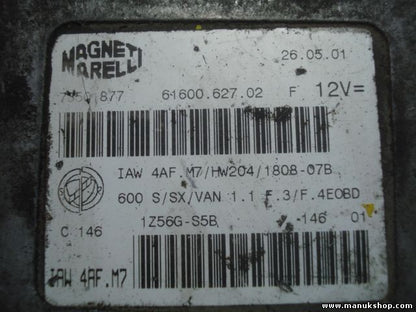 MAGNETI
MARELLI
26.05.01
877
61600.627.02
F
12V=
IAW 4AF.M7/HW204/1808-07B
600 S/SX/VAN 1.1 F.3/F.4EOBD
1Z56G-S5B
-146
01
C 146
IAW 4AF.M7
www.manukshop.com